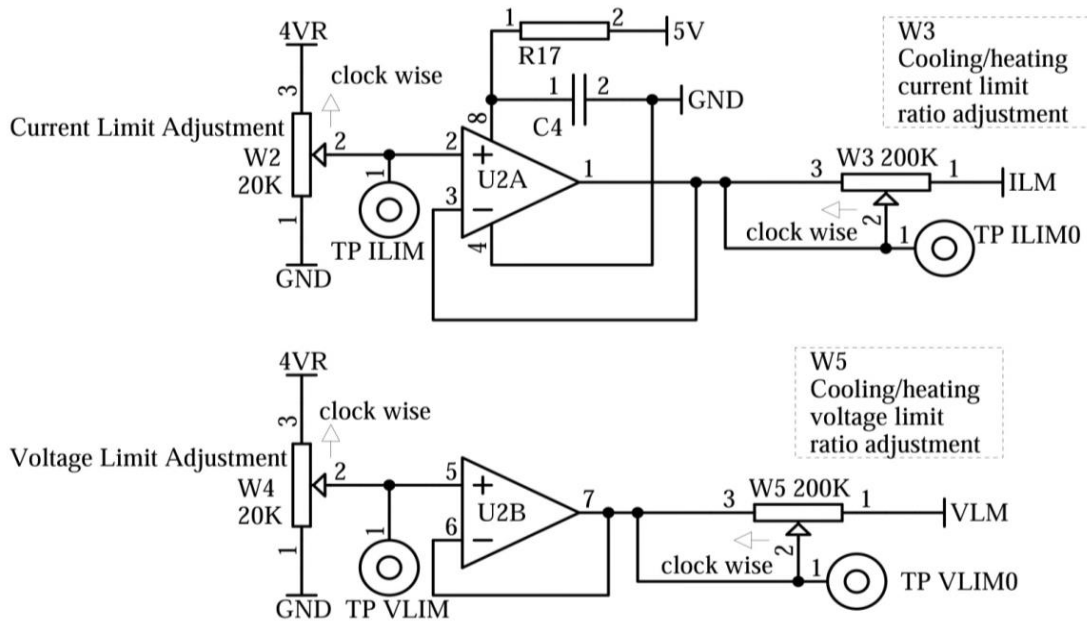 4VR
3
clock wise
Current Limit Adjustment
W2
20K
2
1
GND
1
TP ILIM
1
2
5V
R17
1
2
GND
C4
8
2
+
U2A
3
−
4
1
W3
Cooling/heating
current limit
ratio adjustment
3
W3 200K
1
ILM
clock wise
2
1
TP ILIM0
4VR
3
clock wise
Voltage Limit Adjustment
W4
20K
2
1
GND
1
TP VLIM
5
+
U2B
6
−
7
W5
Cooling/heating
voltage limit
ratio adjustment
3
W5 200K
1
VLM
clock wise
2
1
TP VLIM0